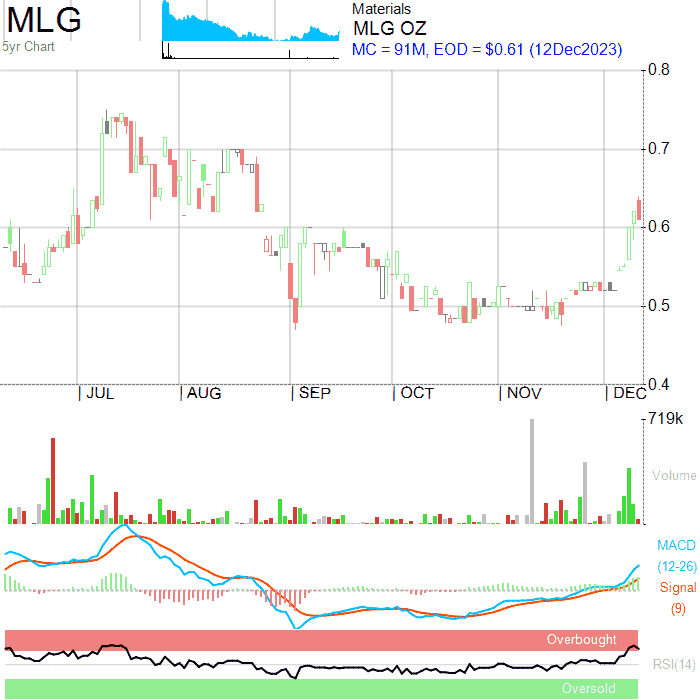 MLG
5yr Chart
Materials
MLG OZ
MC = 91M, EOD = $0.61 (12Dec2023)
0.8
0.7
0.6
0.5
0.4
JUL
AUG
SEP
OCT
NOV
DEC
719k
Volume
MACD
(12-26)
Signal
(9)
Overbought
RSI(14)
Oversold